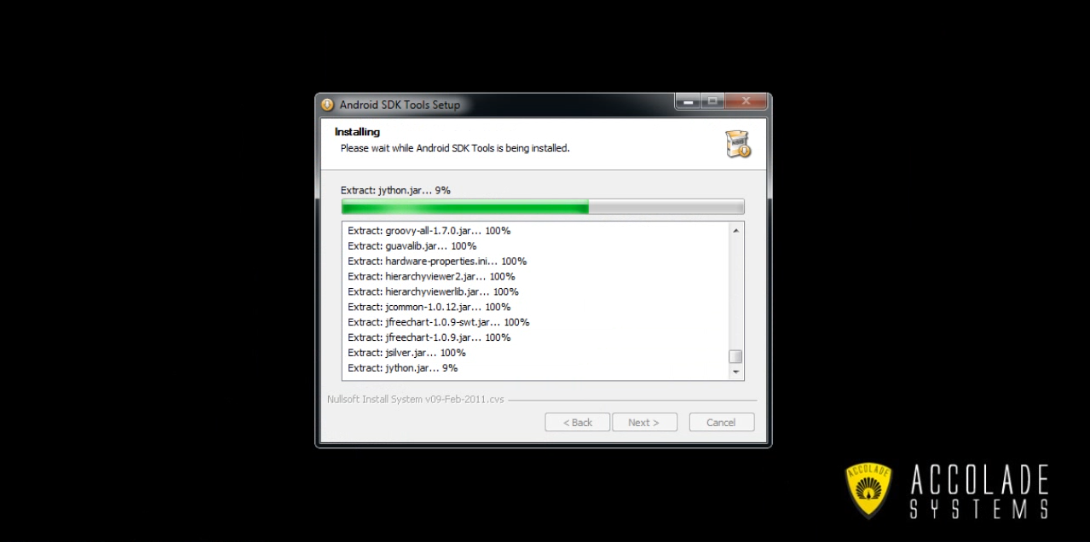 Android SDK Tools Setup
Installing
Please wait while Android SDK Tools is being installed.
Extract: jython.jar... 9%
Extract: groovy-all-1.7.0.jar... 100%
Extract: guavalib.jar... 100%
Extract: hardware-properties.ini... 100%
Extract: hierarchyviewer2.jar... 100%
Extract: hierarchyviewerlib.jar... 100%
Extract: jcommon-1.0.12.jar... 100%
Extract: jfreechart-1.0.9-swt.jar... 100%
Extract: jfreechart-1.0.9.jar... 100%
Extract: jsilver.jar... 100%
Extract: jython.jar... 9%
Nullsoft Install System v09-Feb-2011.cvs
< Back Next > Cancel
ACCOLADE
ACCOLADE
SYSTEMS